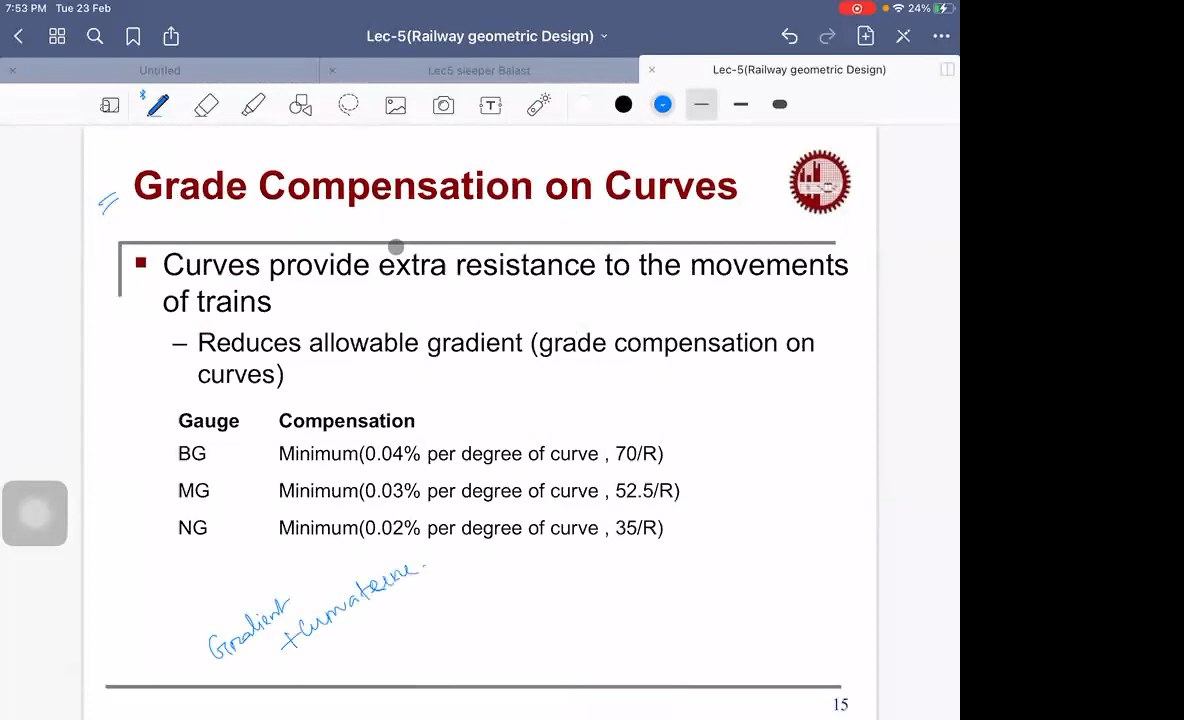 7:53 PM Tue 23 Feb
24%
Lec-5(Railway geometric Design)
Untitled
Lec5 sleeper Balast
Lec-5(Railway geometric Design)
Grade Compensation on Curves
Curves provide extra resistance to the movements
of trains
– Reduces allowable gradient (grade compensation on
curves)
Gauge Compensation
BG Minimum(0.04% per degree of curve , 70/R)
MG Minimum(0.03% per degree of curve , 52.5/R)
NG Minimum(0.02% per degree of curve , 35/R)
Gradient
+
15